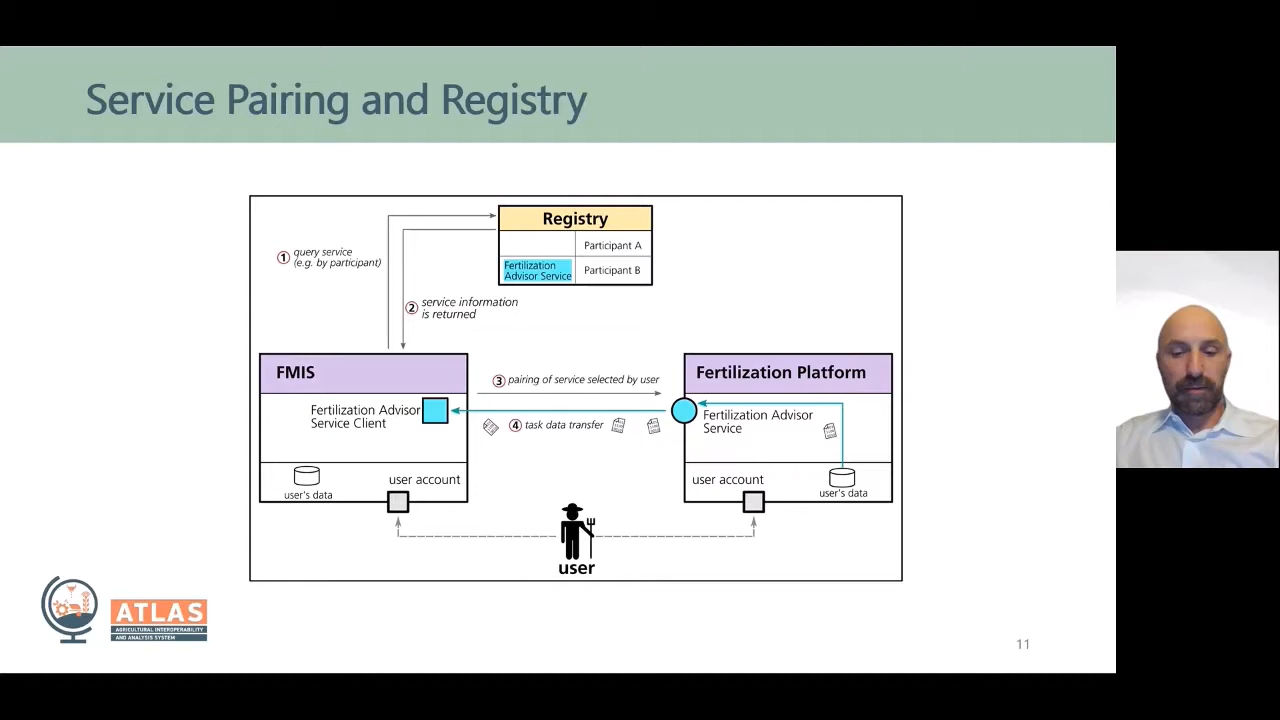 Service Pairing and Registry
Registry
Participant A
Fertilization
Advisor Service
Participant B
① query service
(e.g. by participant)
② service information
is returned
FMIS
Fertilization Advisor
Service Client
user's data
user account
③ pairing of service selected by user
④ task data transfer
Fertilization Platform
Fertilization Advisor
Service
user account
user's data
user
ATLAS
AGRICULTURAL INTEROPERABILITY
AND ANALYSIS SYSTEM
11